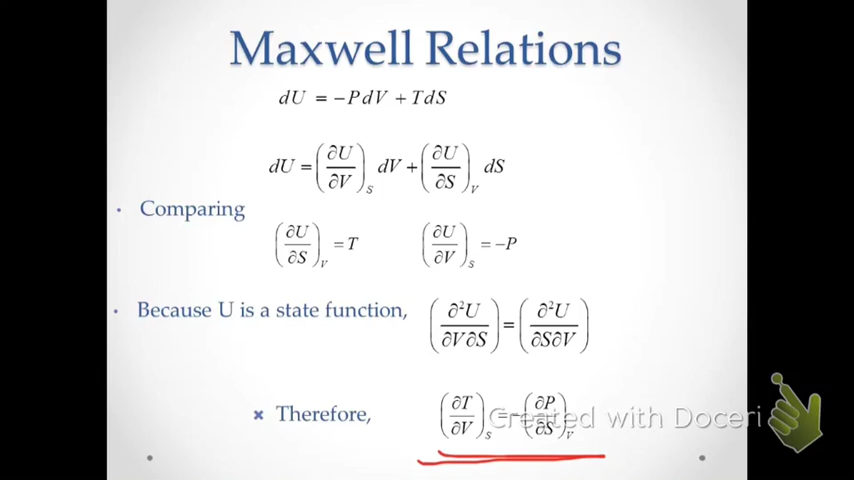 Maxwell Relations
dU = −PdV + TdS
dU = (∂U/∂V)_S dV + (∂U/∂S)_V dS
• Comparing
(∂U/∂S)_V = T (∂U/∂V)_S = −P
• Because U is a state function, (∂²U/∂V∂S) = (∂²U/∂S∂V)
× Therefore, (∂T/∂V)_S = −(∂P/∂S)_V
Created with Doceri